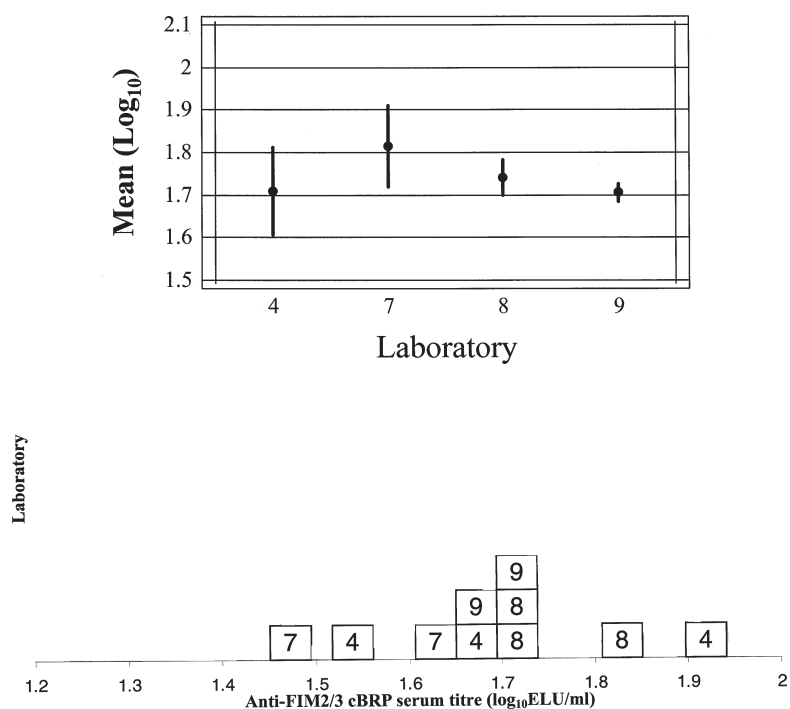 2.1
2
1.9
1.8
1.7
1.6
1.5
Mean (Log10)
4 7 8 9
Laboratory
Laboratory
9
9 8
7 4 7 4 8 8 4
1.2 1.3 1.4 1.5 1.6 1.7 1.8 1.9 2
Anti-FIM2/3 cBRP serum titre (log10ELU/ml)